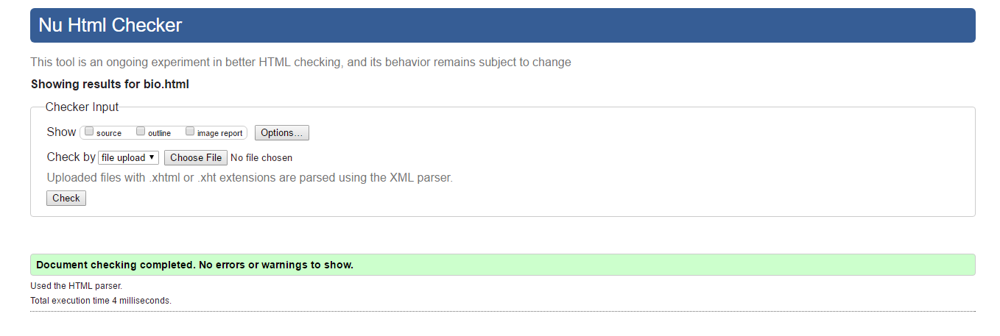 Nu Html Checker
This tool is an ongoing experiment in better HTML checking, and its behavior remains subject to change
Showing results for bio.html
Checker Input
Show source outline image report Options...
Check by file upload Choose File No file chosen
Uploaded files with .xhtml or .xht extensions are parsed using the XML parser.
Check
Document checking completed. No errors or warnings to show.
Used the HTML parser.
Total execution time 4 milliseconds.